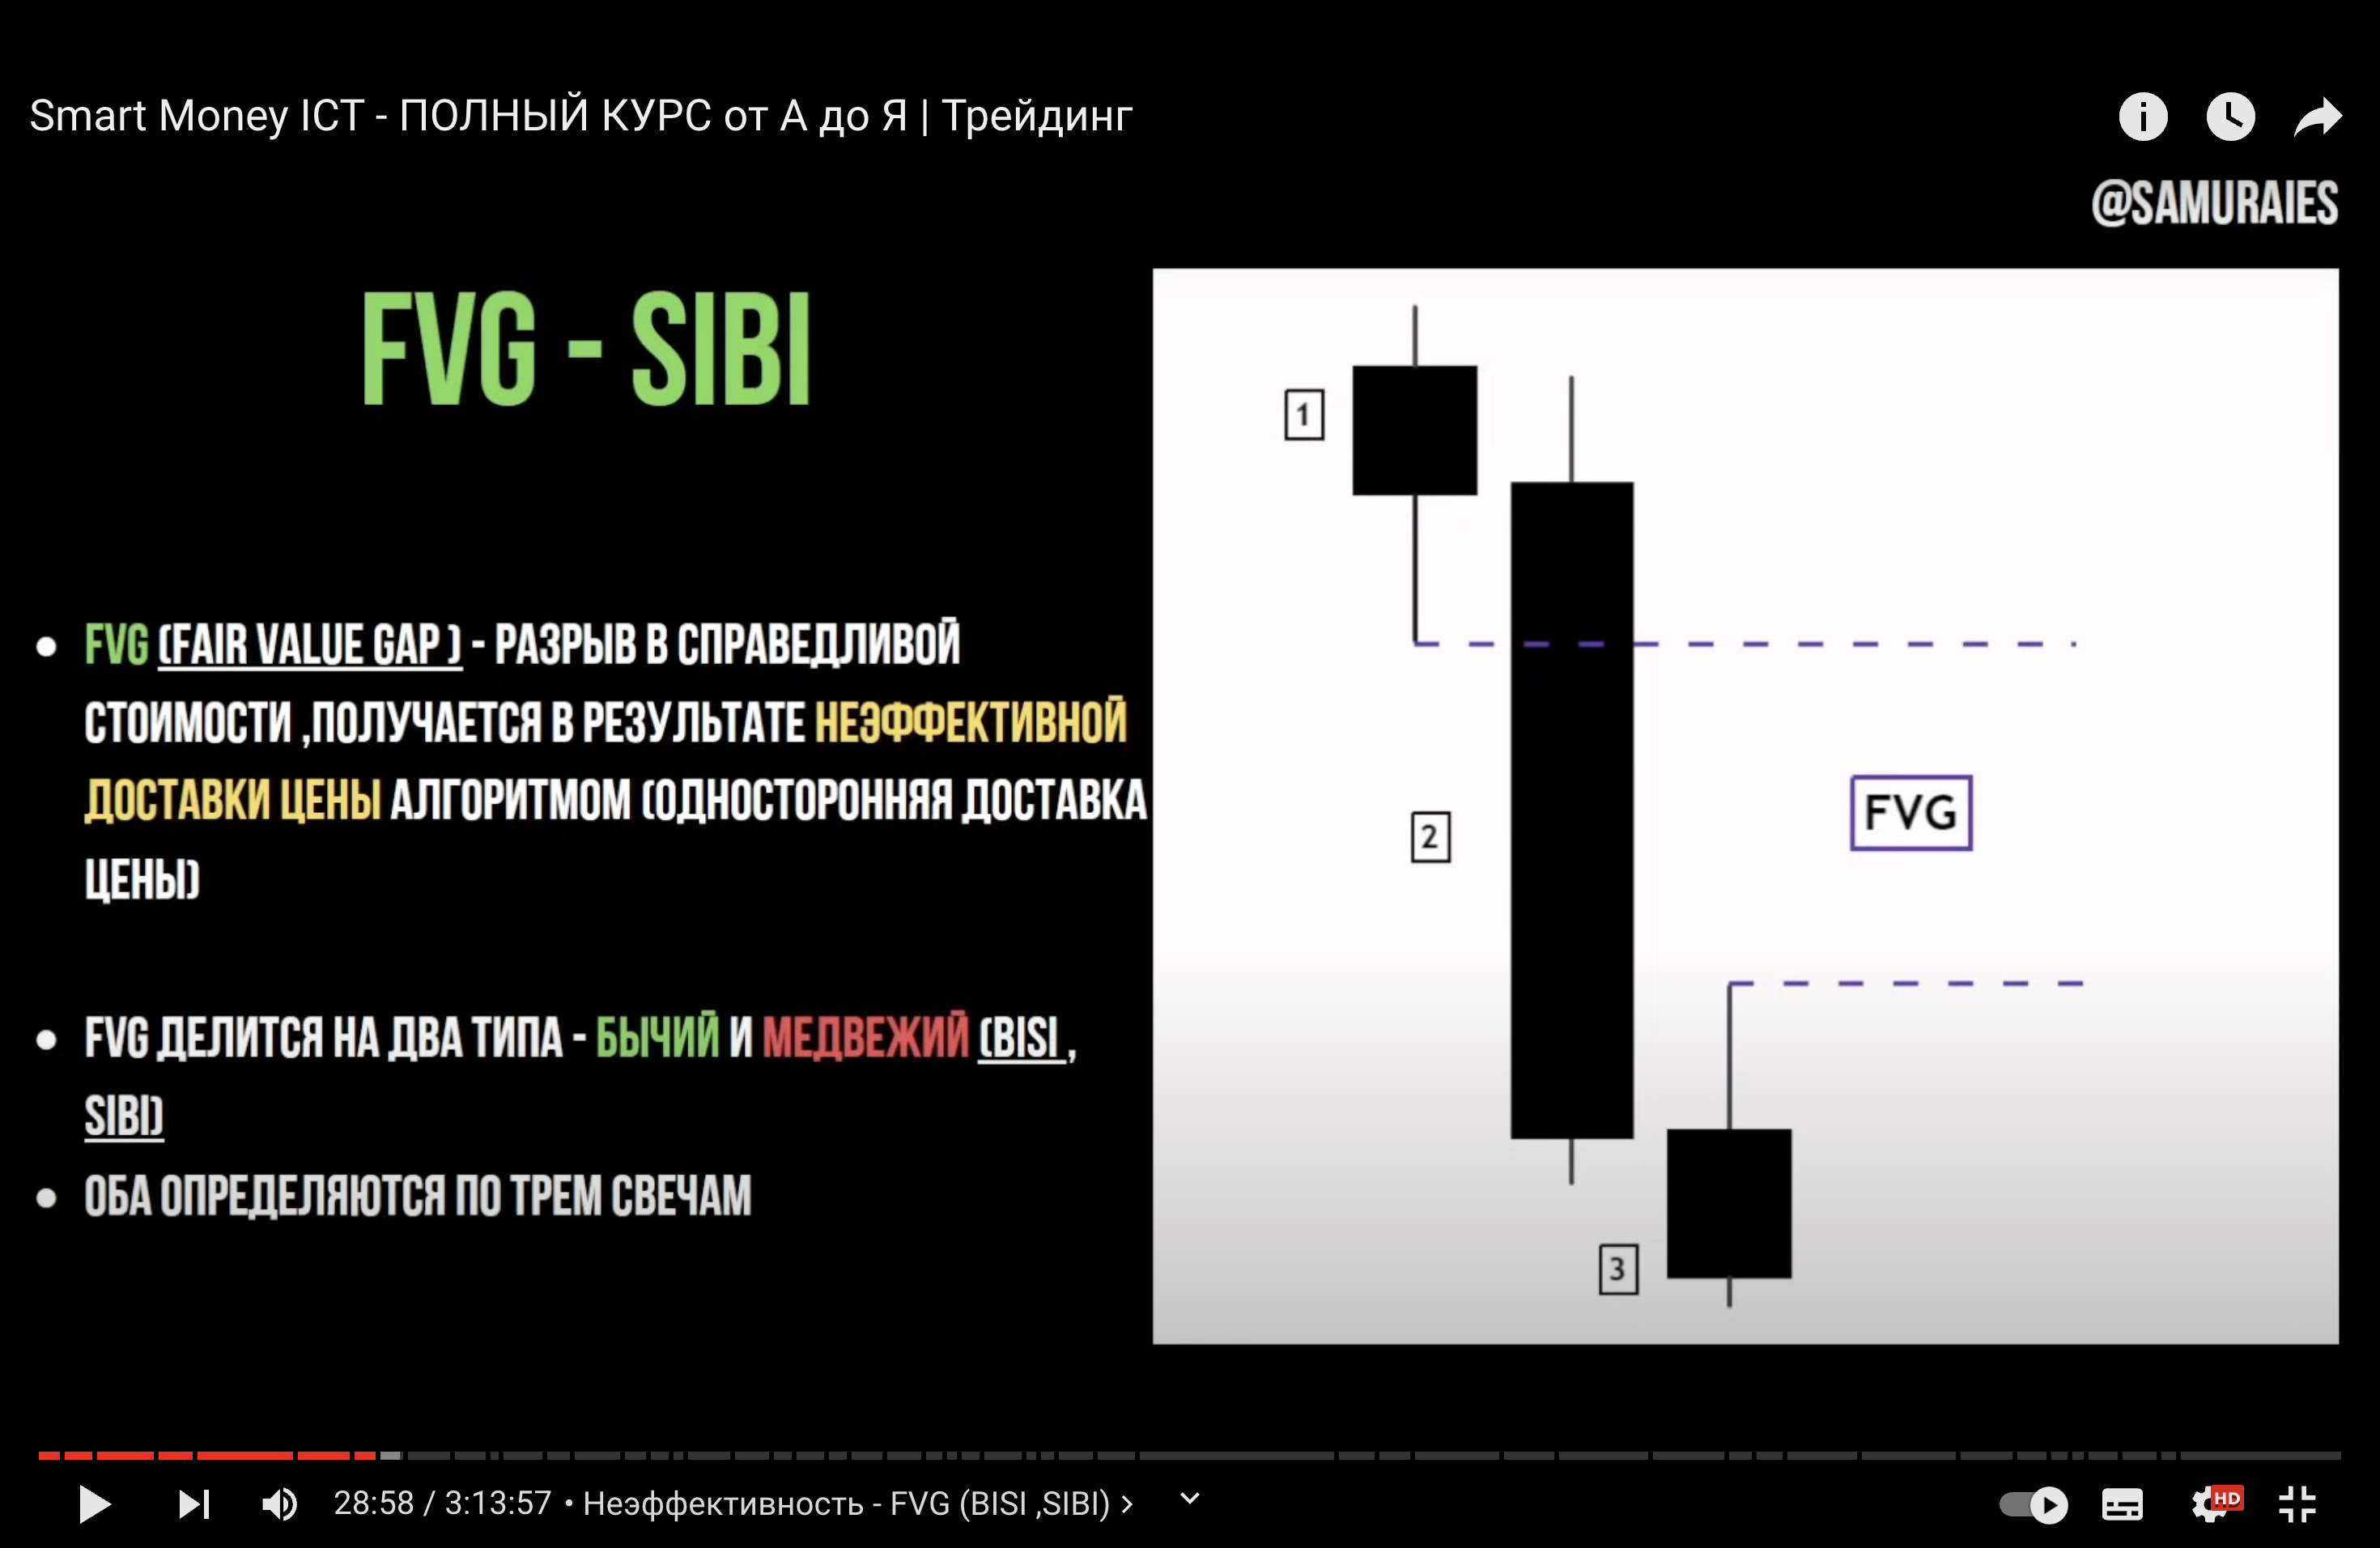 Smart Money ICT - ПОЛНЫЙ КУРС от А до Я | Трейдинг
@SAMURAIES
FVG - SIBI
FVG (FAIR VALUE GAP ) - РАЗРЫВ В СПРАВЕДЛИВОЙ
СТОИМОСТИ ,ПОЛУЧАЕТСЯ В РЕЗУЛЬТАТЕ НЕЭФФЕКТИВНОЙ
ДОСТАВКИ ЦЕНЫ АЛГОРИТМОМ (ОДНОСТОРОННЯЯ ДОСТАВКА
ЦЕНЫ)
FVG ДЕЛИТСЯ НА ДВА ТИПА - БЫЧИЙ И МЕДВЕЖИЙ (BISI ,
SIBI)
ОБА ОПРЕДЕЛЯЮТСЯ ПО ТРЕМ СВЕЧАМ
1
2
FVG
3
28:58 / 3:13:57 • Неэффективность - FVG (BISI ,SIBI) ›
HD